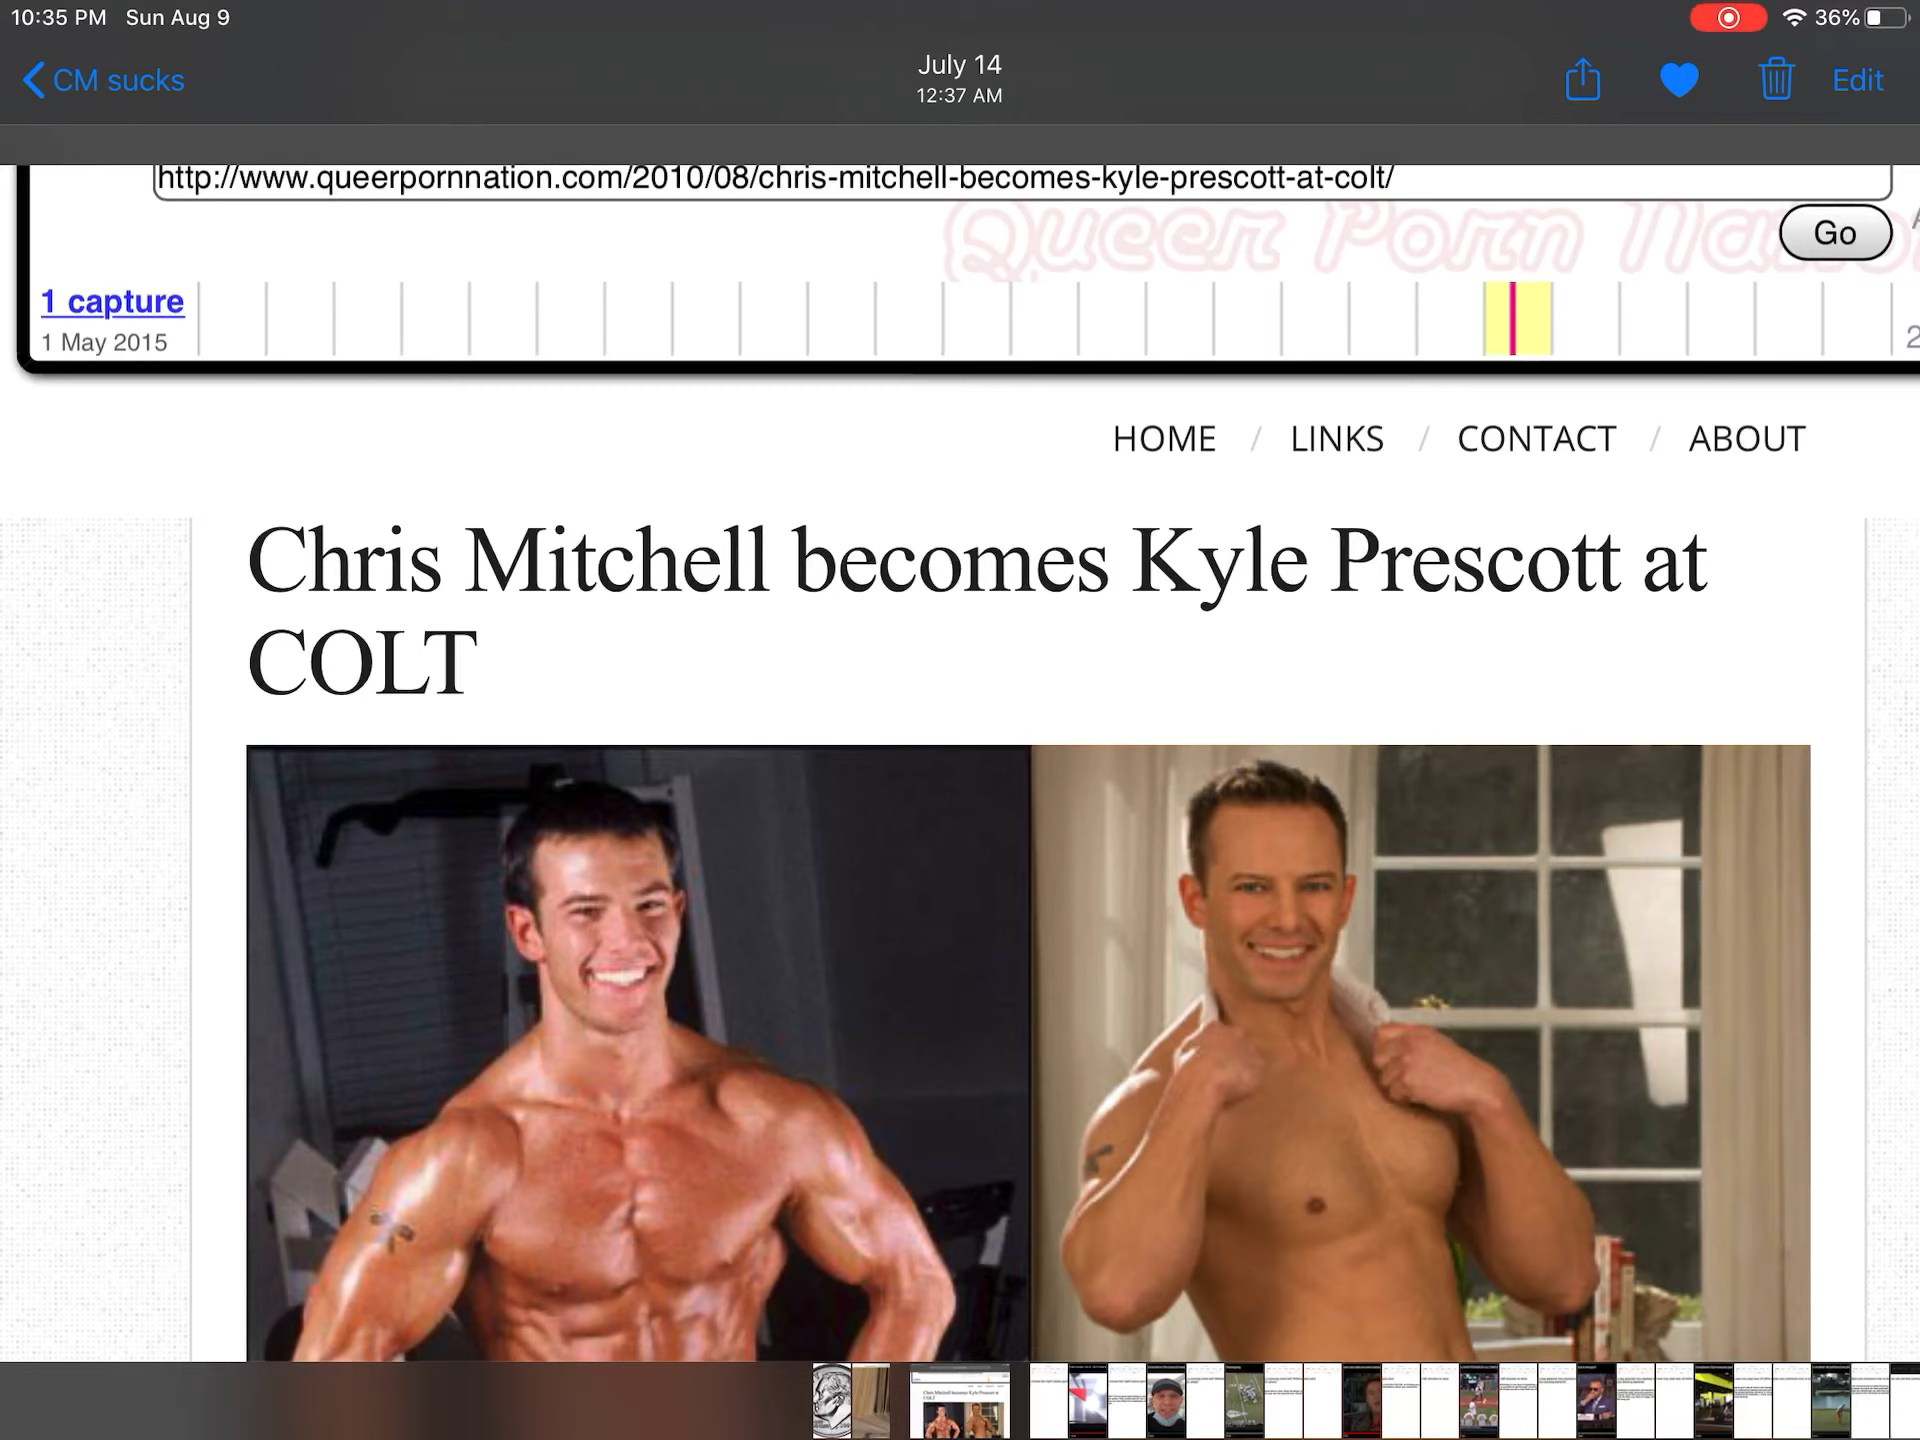 10:35 PM Sun Aug 9
36%
CM sucks
July 14
12:37 AM
Edit
http://www.queerpornnation.com/2010/08/chris-mitchell-becomes-kyle-prescott-at-colt/
Queer Porn Nation
Go
1 capture
1 May 2015
HOME / LINKS / CONTACT / ABOUT
Chris Mitchell becomes Kyle Prescott at
COLT